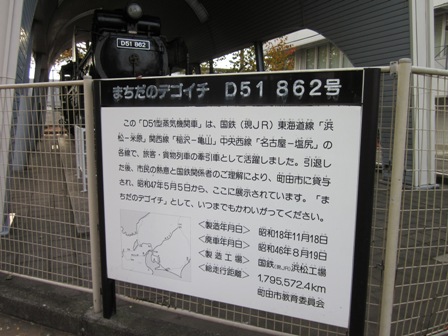 D51 862
まちだのデゴイチ D51 862号
この「D51型蒸気機関車」は、国鉄(現JR)東海道線「浜
松－米原」関西線「稲沢－亀山」中央西線「名古屋－塩尻」の
各線で、旅客・貨物列車の牽引車として活躍しました。引退し
た後、市民の熱意と国鉄関係者のご理解により、町田市に貸与
され、昭和47年5月5日から、ここに展示されています。「ま
ちだのデゴイチ」として、いつまでもかわいがってください。
＜製造年月日＞ 昭和18年11月18日
＜廃車年月日＞ 昭和46年8月19日
＜製造工場＞ 国鉄(現JR)浜松工場
＜総走行距離＞ 1,795,572.4km
町田市教育委員会